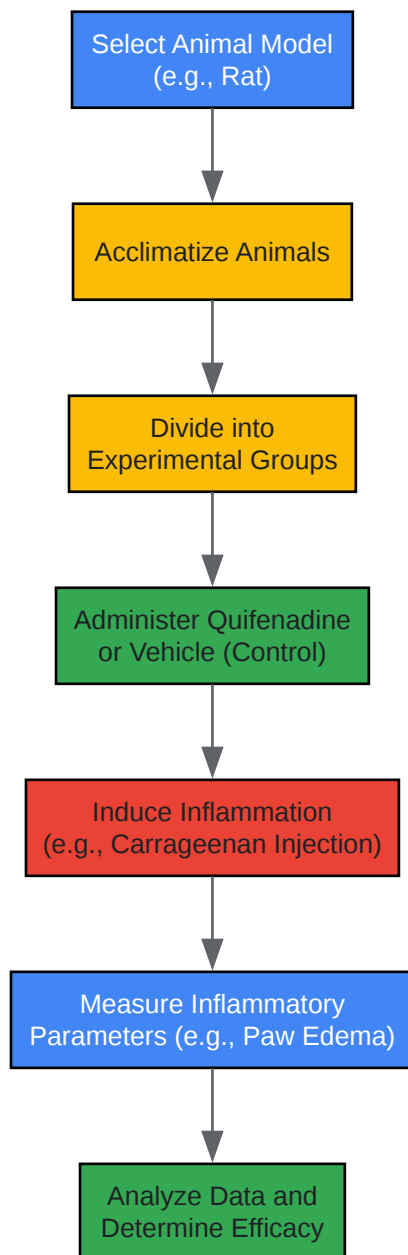 Select Animal Model
(e.g., Rat)
Acclimatize Animals
Divide into
Experimental Groups
Administer Quifenadine
or Vehicle (Control)
Induce Inflammation
(e.g., Carrageenan Injection)
Measure Inflammatory
Parameters (e.g., Paw Edema)
Analyze Data and
Determine Efficacy